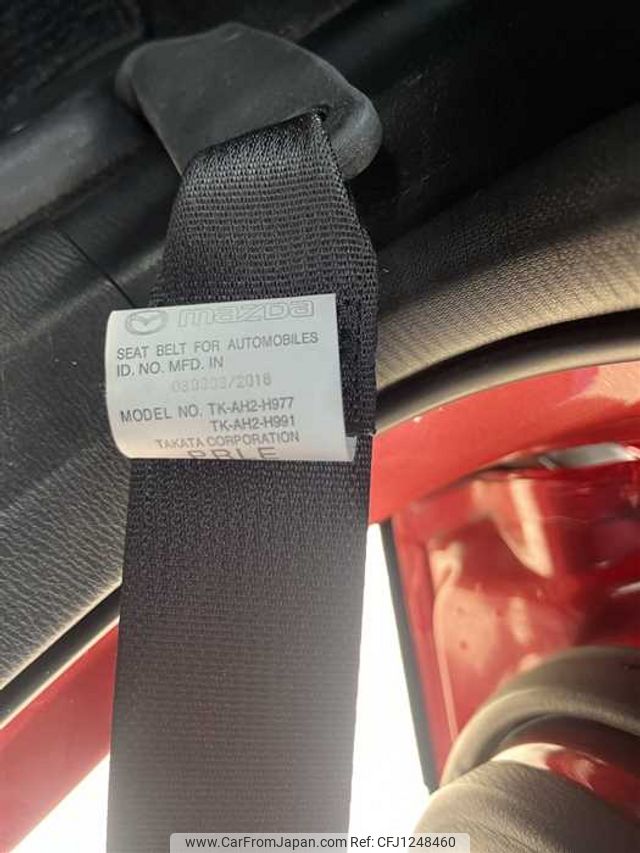 mazda
SEAT BELT FOR AUTOMOBILES
ID. NO. MFD. IN
/2018
MODEL NO. TK-AH2-H977
TK-AH2-H991
TAKATA CORPORATION
www.CarFromJapan.com Ref: CFJ1248460